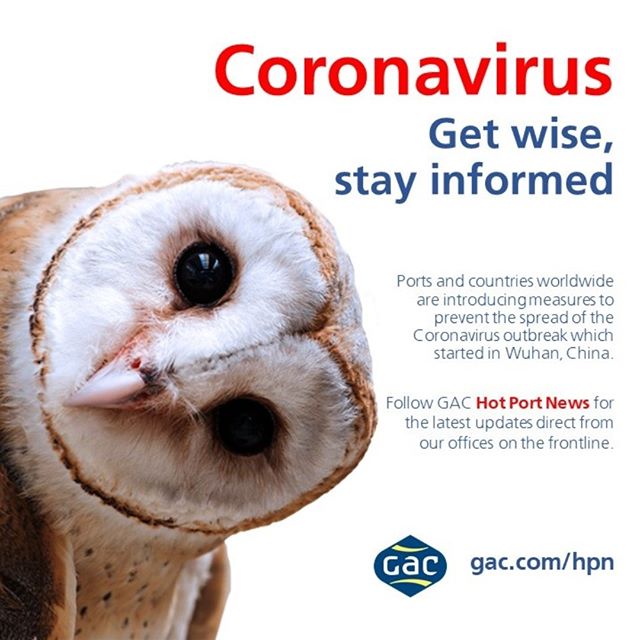 Coronavirus
Get wise,
stay informed
Ports and countries worldwide
are introducing measures to
prevent the spread of the
Coronavirus outbreak which
started in Wuhan, China.
Follow GAC Hot Port News for
the latest updates direct from
our offices on the frontline.
GAC
gac.com/hpn